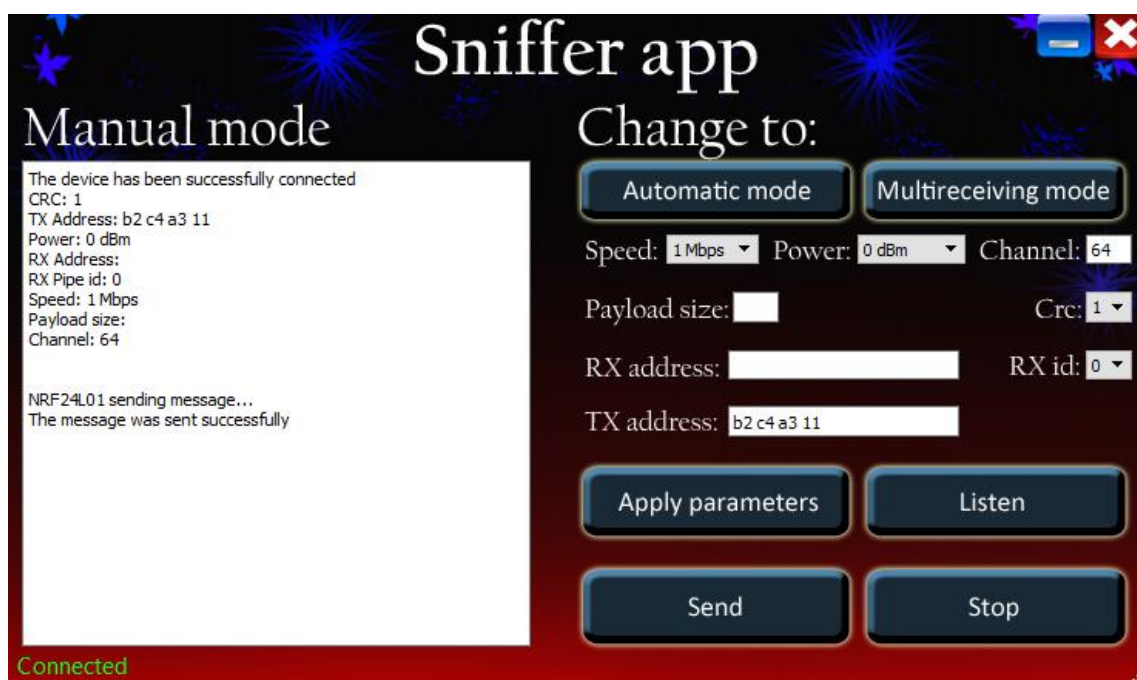 Sniffer app
Manual mode
Change to:
The device has been successfully connected
CRC: 1
TX Address: b2 c4 a3 11
Power: 0 dBm
RX Address:
RX Pipe id: 0
Speed: 1 Mbps
Payload size:
Channel: 64
NRF24L01 sending message...
The message was sent successfully
Automatic mode
Multireceiving mode
Speed: 1 Mbps Power: 0 dBm Channel: 64
Payload size: Crc: 1
RX address: RX id: 0
TX address: b2 c4 a3 11
Apply parameters
Listen
Send
Stop
Connected